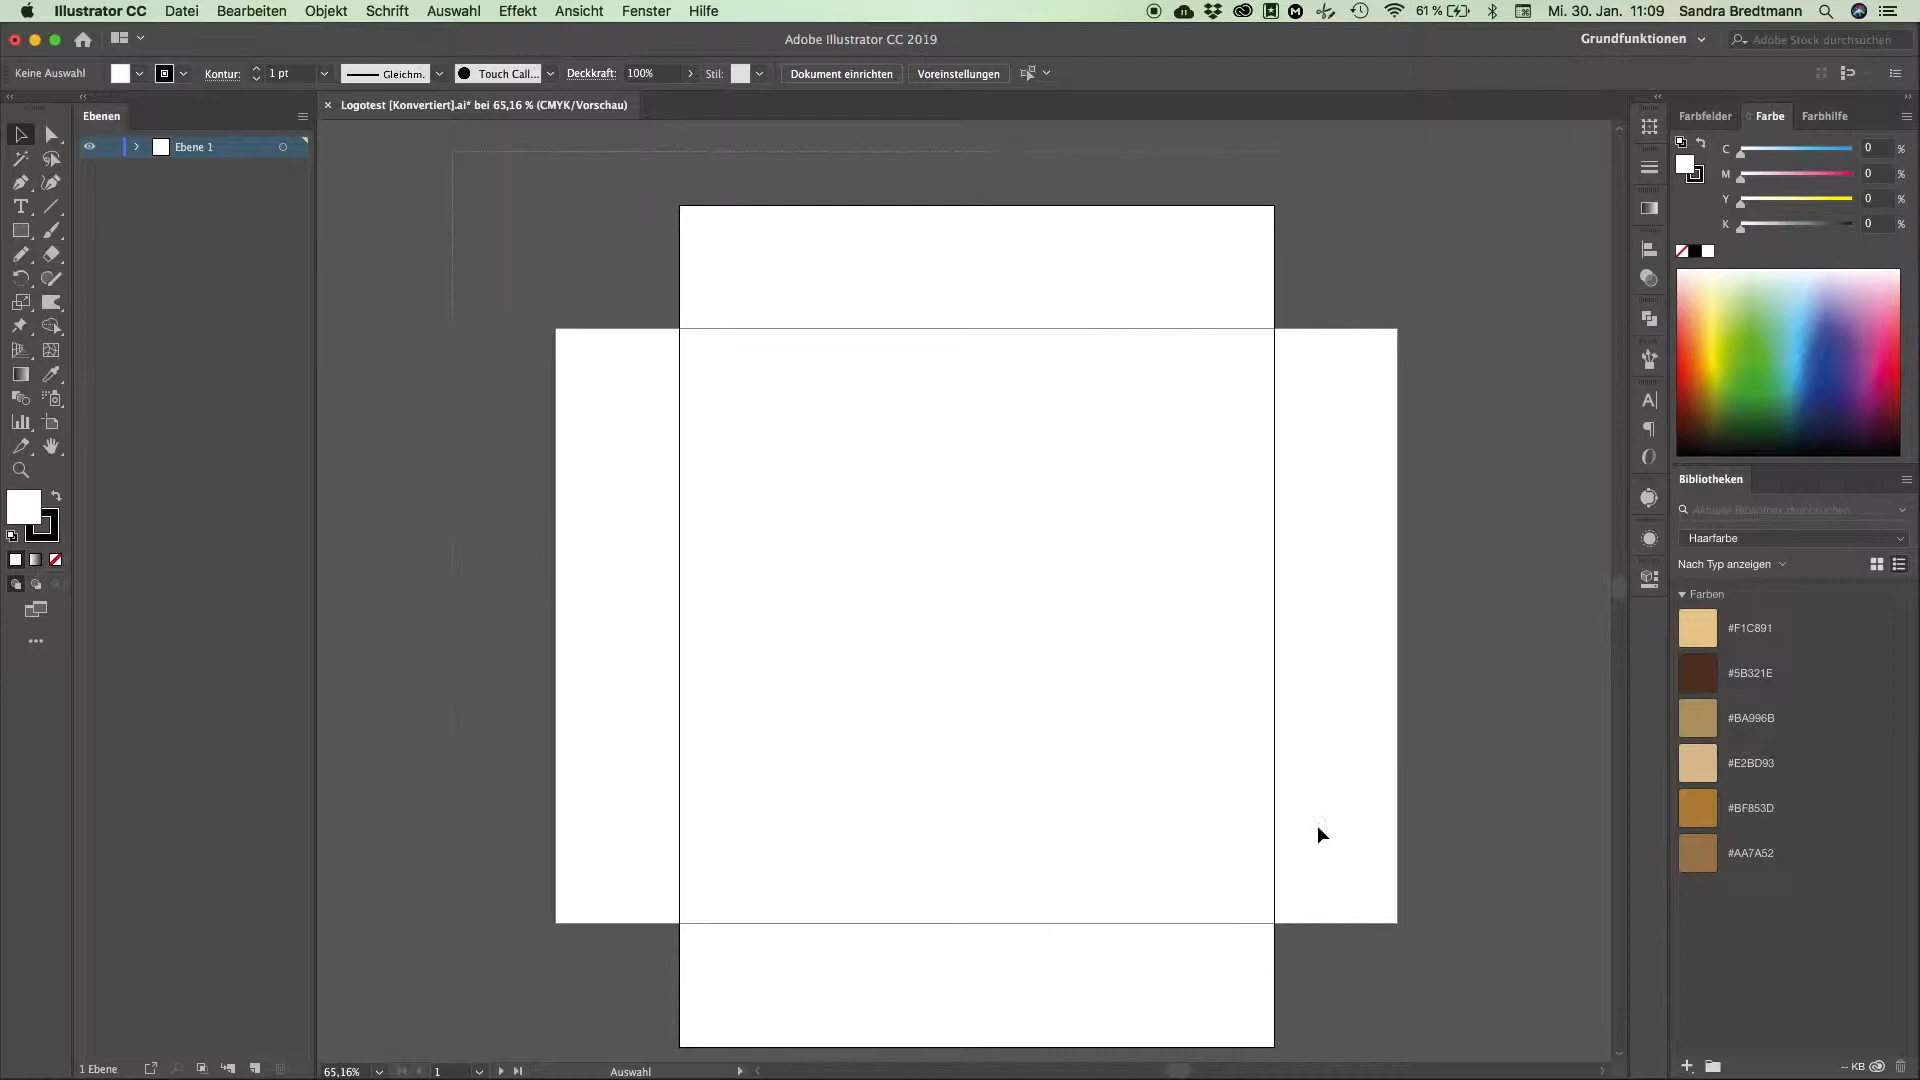 Illustrator CC Datei Bearbeiten Objekt Schrift Auswahl Effekt Ansicht Fenster Hilfe 61 % Mi. 30. Jan. 11:09 Sandra Bredtmann
Adobe Illustrator CC 2019 Grundfunktionen Adobe Stock durchsuchen
Keine Auswahl Kontur: 1 pt Gleichm. Touch Call... Deckkraft: 100% Stil: Dokument einrichten Voreinstellungen
Ebenen × Logotest [Konvertiert].ai* bei 65,16 % (CMYK/Vorschau) Farbfelder Farbe Farbhilfe
Ebene 1
C 0 %
M 0 %
Y 0 %
K 0 %
Bibliotheken
Aktuelle Bibliothek durchsuchen
Haarfarbe
Nach Typ anzeigen
Farben
#F1C891
#5B321E
#BA996B
#E2BD93
#BF853D
#AA7A52
1 Ebene 65,16% 1 Auswahl -- KB